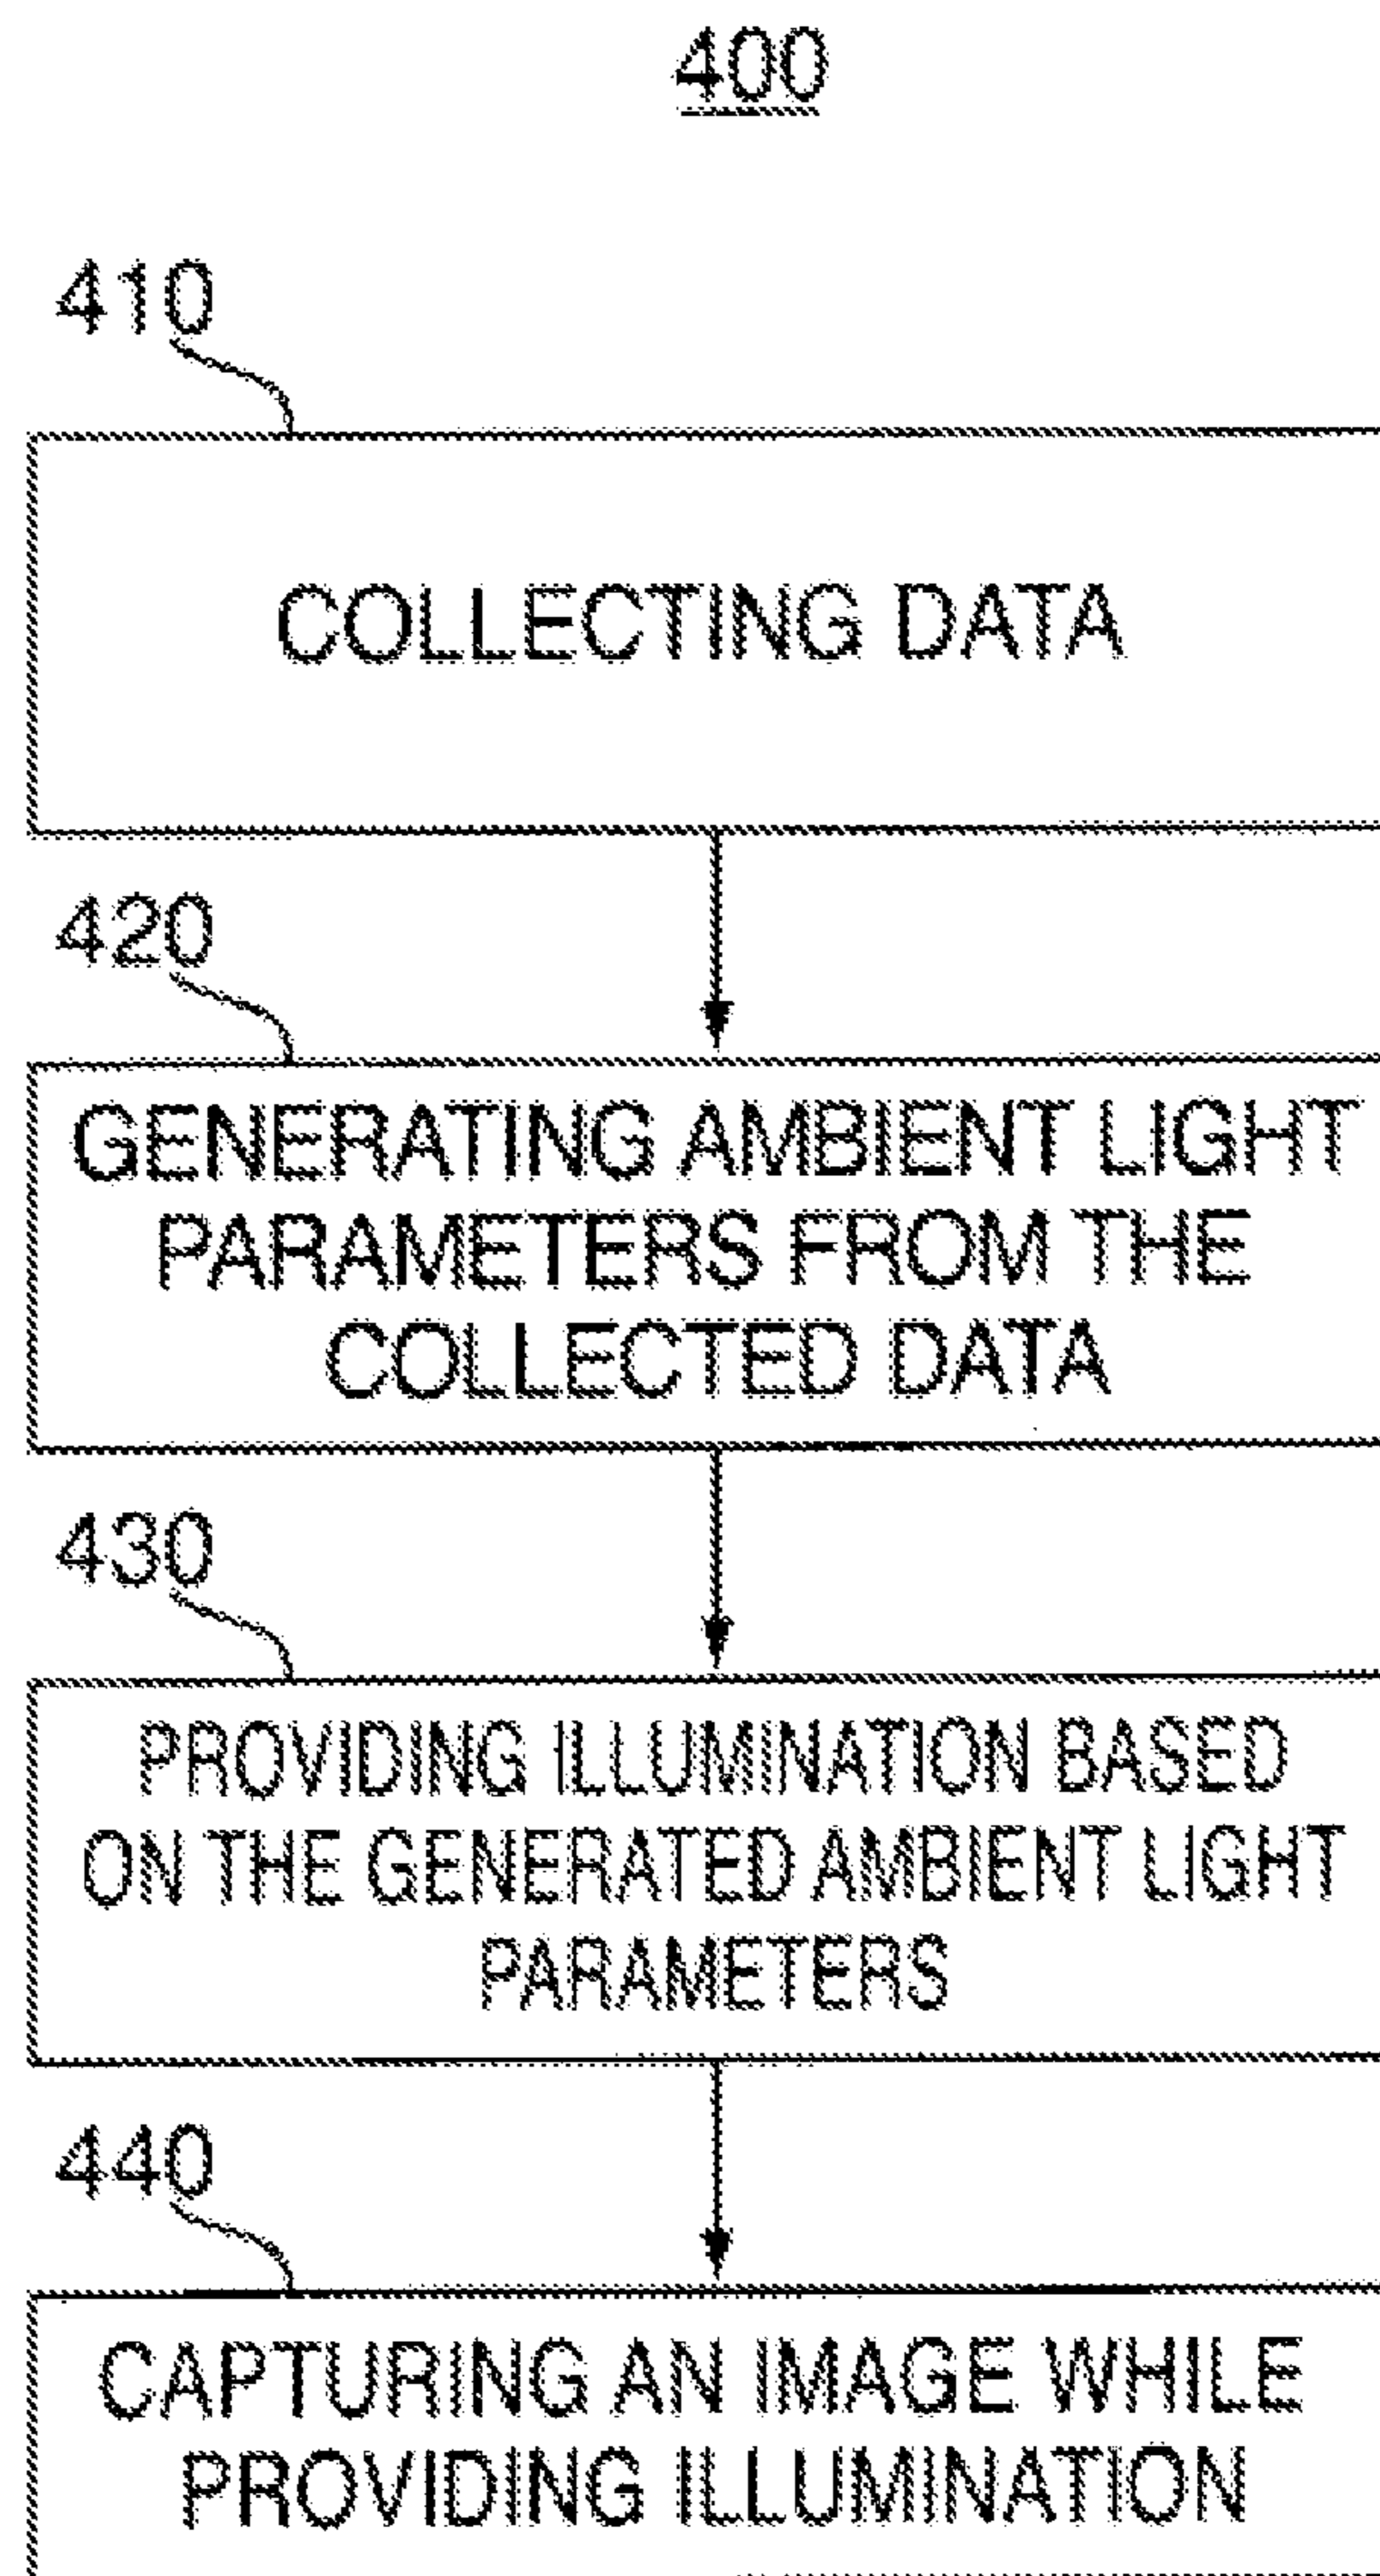 400
410
COLLECTING DATA
420
GENERATING AMBIENT LIGHT
PARAMETERS FROM THE
COLLECTED DATA
430
PROVIDING ILLUMINATION BASED
ON THE GENERATED AMBIENT LIGHT
PARAMETERS
440
CAPTURING AN IMAGE WHILE
PROVIDING ILLUMINATION